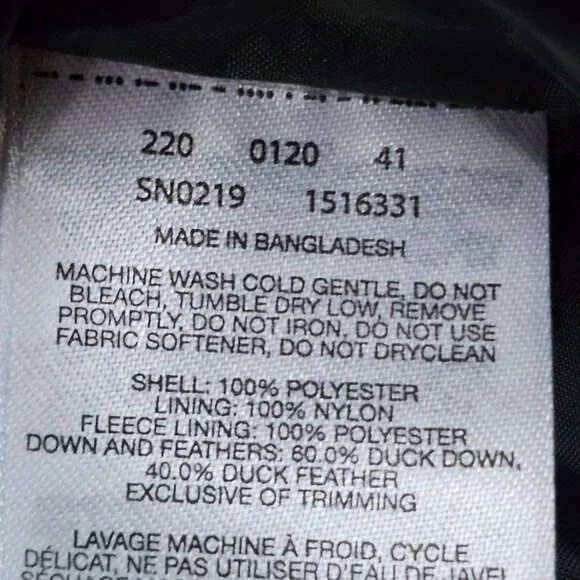 220 0120 41
SN0219 1516331
MADE IN BANGLADESH
MACHINE WASH COLD GENTLE, DO NOT
BLEACH, TUMBLE DRY LOW, REMOVE
PROMPTLY, DO NOT IRON, DO NOT USE
FABRIC SOFTENER, DO NOT DRYCLEAN
SHELL: 100% POLYESTER
LINING: 100% NYLON
FLEECE LINING: 100% POLYESTER
DOWN AND FEATHERS: 60.0% DUCK DOWN,
40.0% DUCK FEATHER
EXCLUSIVE OF TRIMMING
LAVAGE MACHINE À FROID, CYCLE
DÉLICAT, NE PAS UTILISER D'EAU DE JAVEL